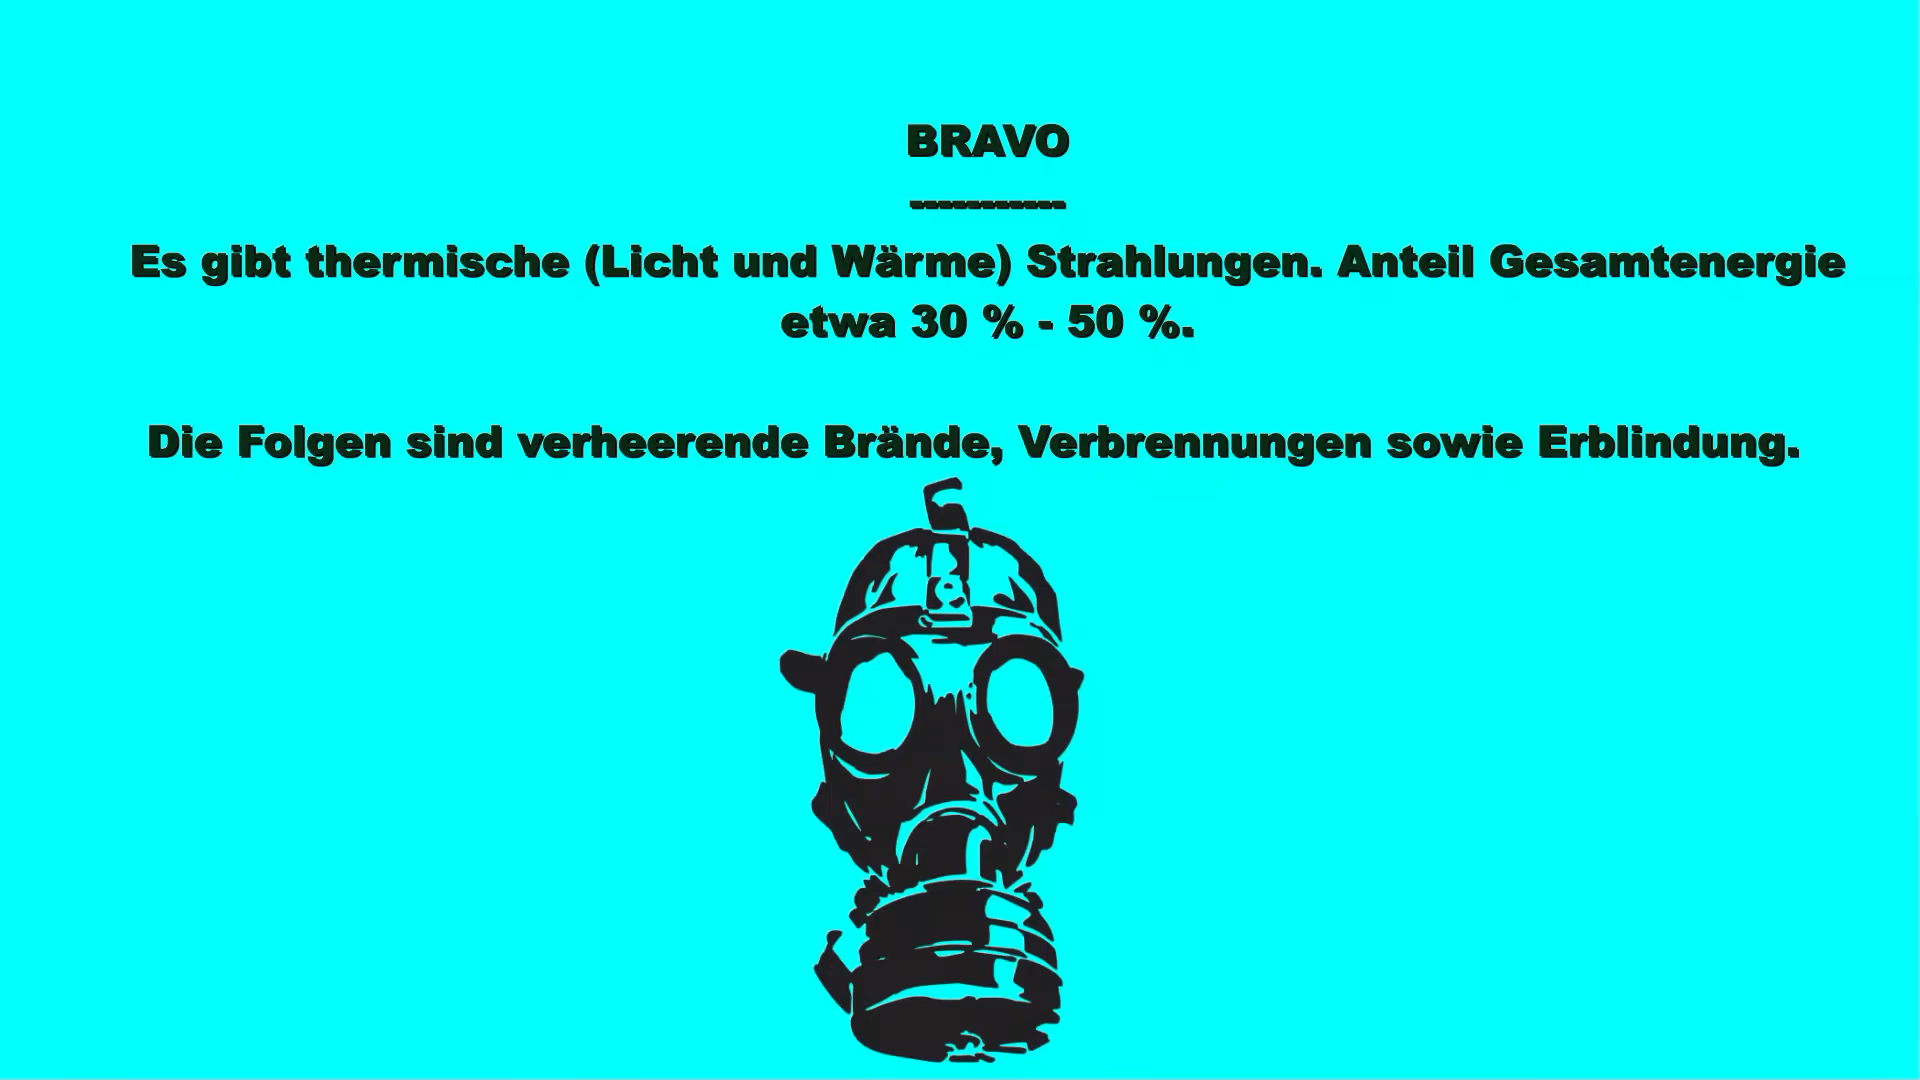 BRAVO
-----------
Es gibt thermische (Licht und Wärme) Strahlungen. Anteil Gesamtenergie
etwa 30 % - 50 %.
Die Folgen sind verheerende Brände, Verbrennungen sowie Erblindung.